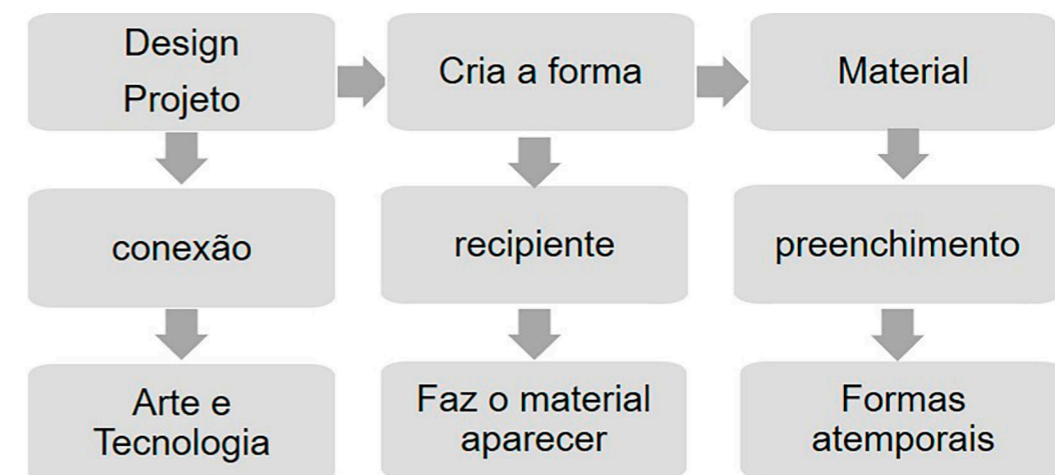 Design
Projeto
Cria a forma
Material
conexão
recipiente
preenchimento
Arte e
Tecnologia
Faz o material
aparecer
Formas
atemporais